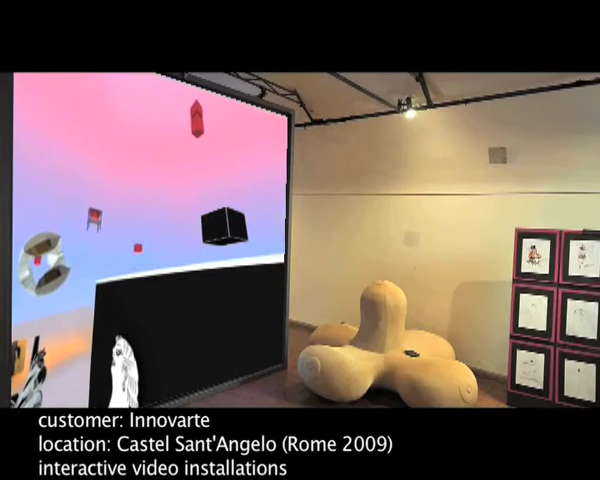 customer: Innovarte
location: Castel Sant'Angelo (Rome 2009)
interactive video installations